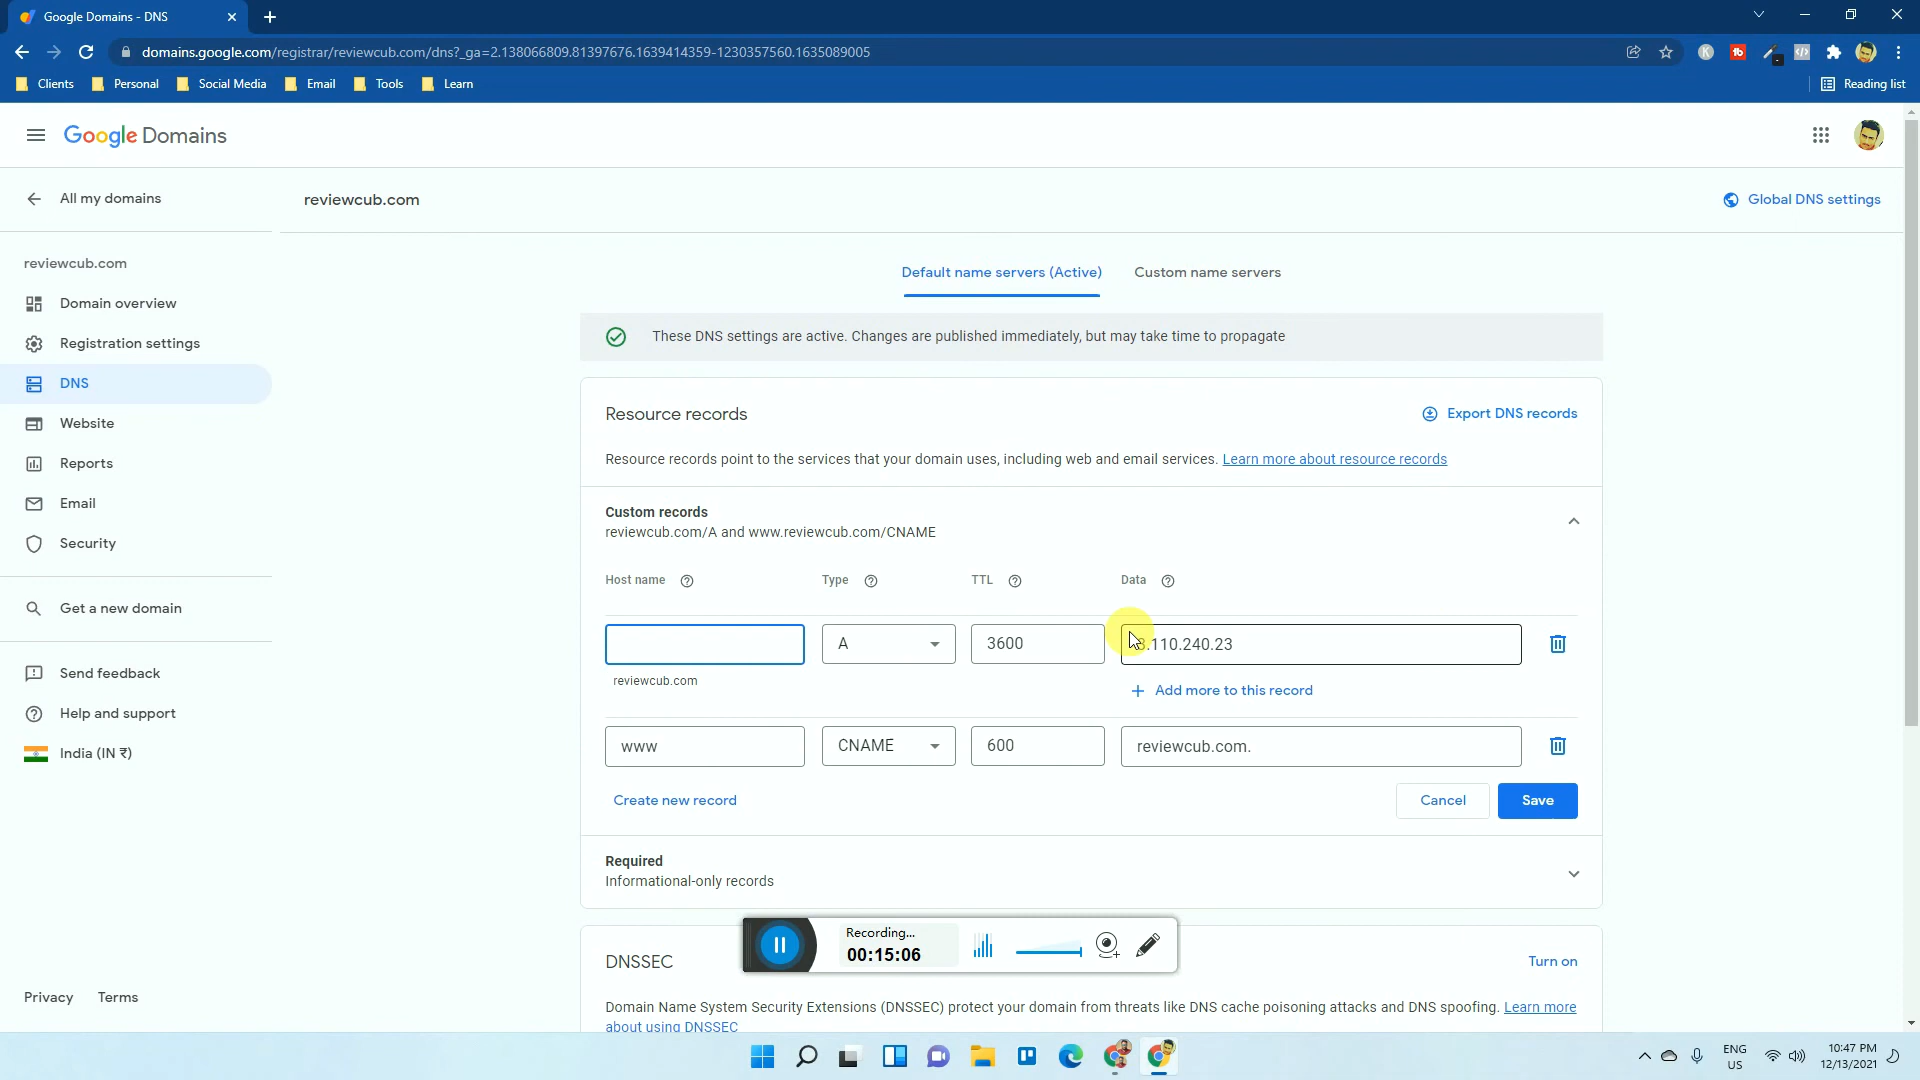 Google Domains - DNS
domains.google.com/registrar/reviewcub.com/dns?_ga=2.138066809.81397676.1639414359-1230357560.1635089005
Clients Personal Social Media Email Tools Learn Reading list
Google Domains
All my domains
reviewcub.com
Global DNS settings
reviewcub.com
Domain overview
Registration settings
DNS
Website
Reports
Email
Security
Get a new domain
Send feedback
Help and support
India (IN ₹)
Privacy Terms
Default name servers (Active) Custom name servers
These DNS settings are active. Changes are published immediately, but may take time to propagate
Resource records
Export DNS records
Resource records point to the services that your domain uses, including web and email services. Learn more about resource records
Custom records
reviewcub.com/A and www.reviewcub.com/CNAME
Host name Type TTL Data
A 3600 .110.240.23
reviewcub.com
Add more to this record
www CNAME 600 reviewcub.com.
Create new record Cancel Save
Required
Informational-only records
Recording...
00:15:06
DNSSEC Turn on
Domain Name System Security Extensions (DNSSEC) protect your domain from threats like DNS cache poisoning attacks and DNS spoofing. Learn more
about using DNSSEC
ENG
US
10:47 PM
12/13/2021